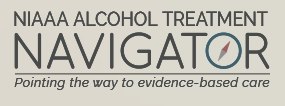 NIAAA ALCOHOL TREATMENT
NAVIGATOR
Pointing the way to evidence-based care